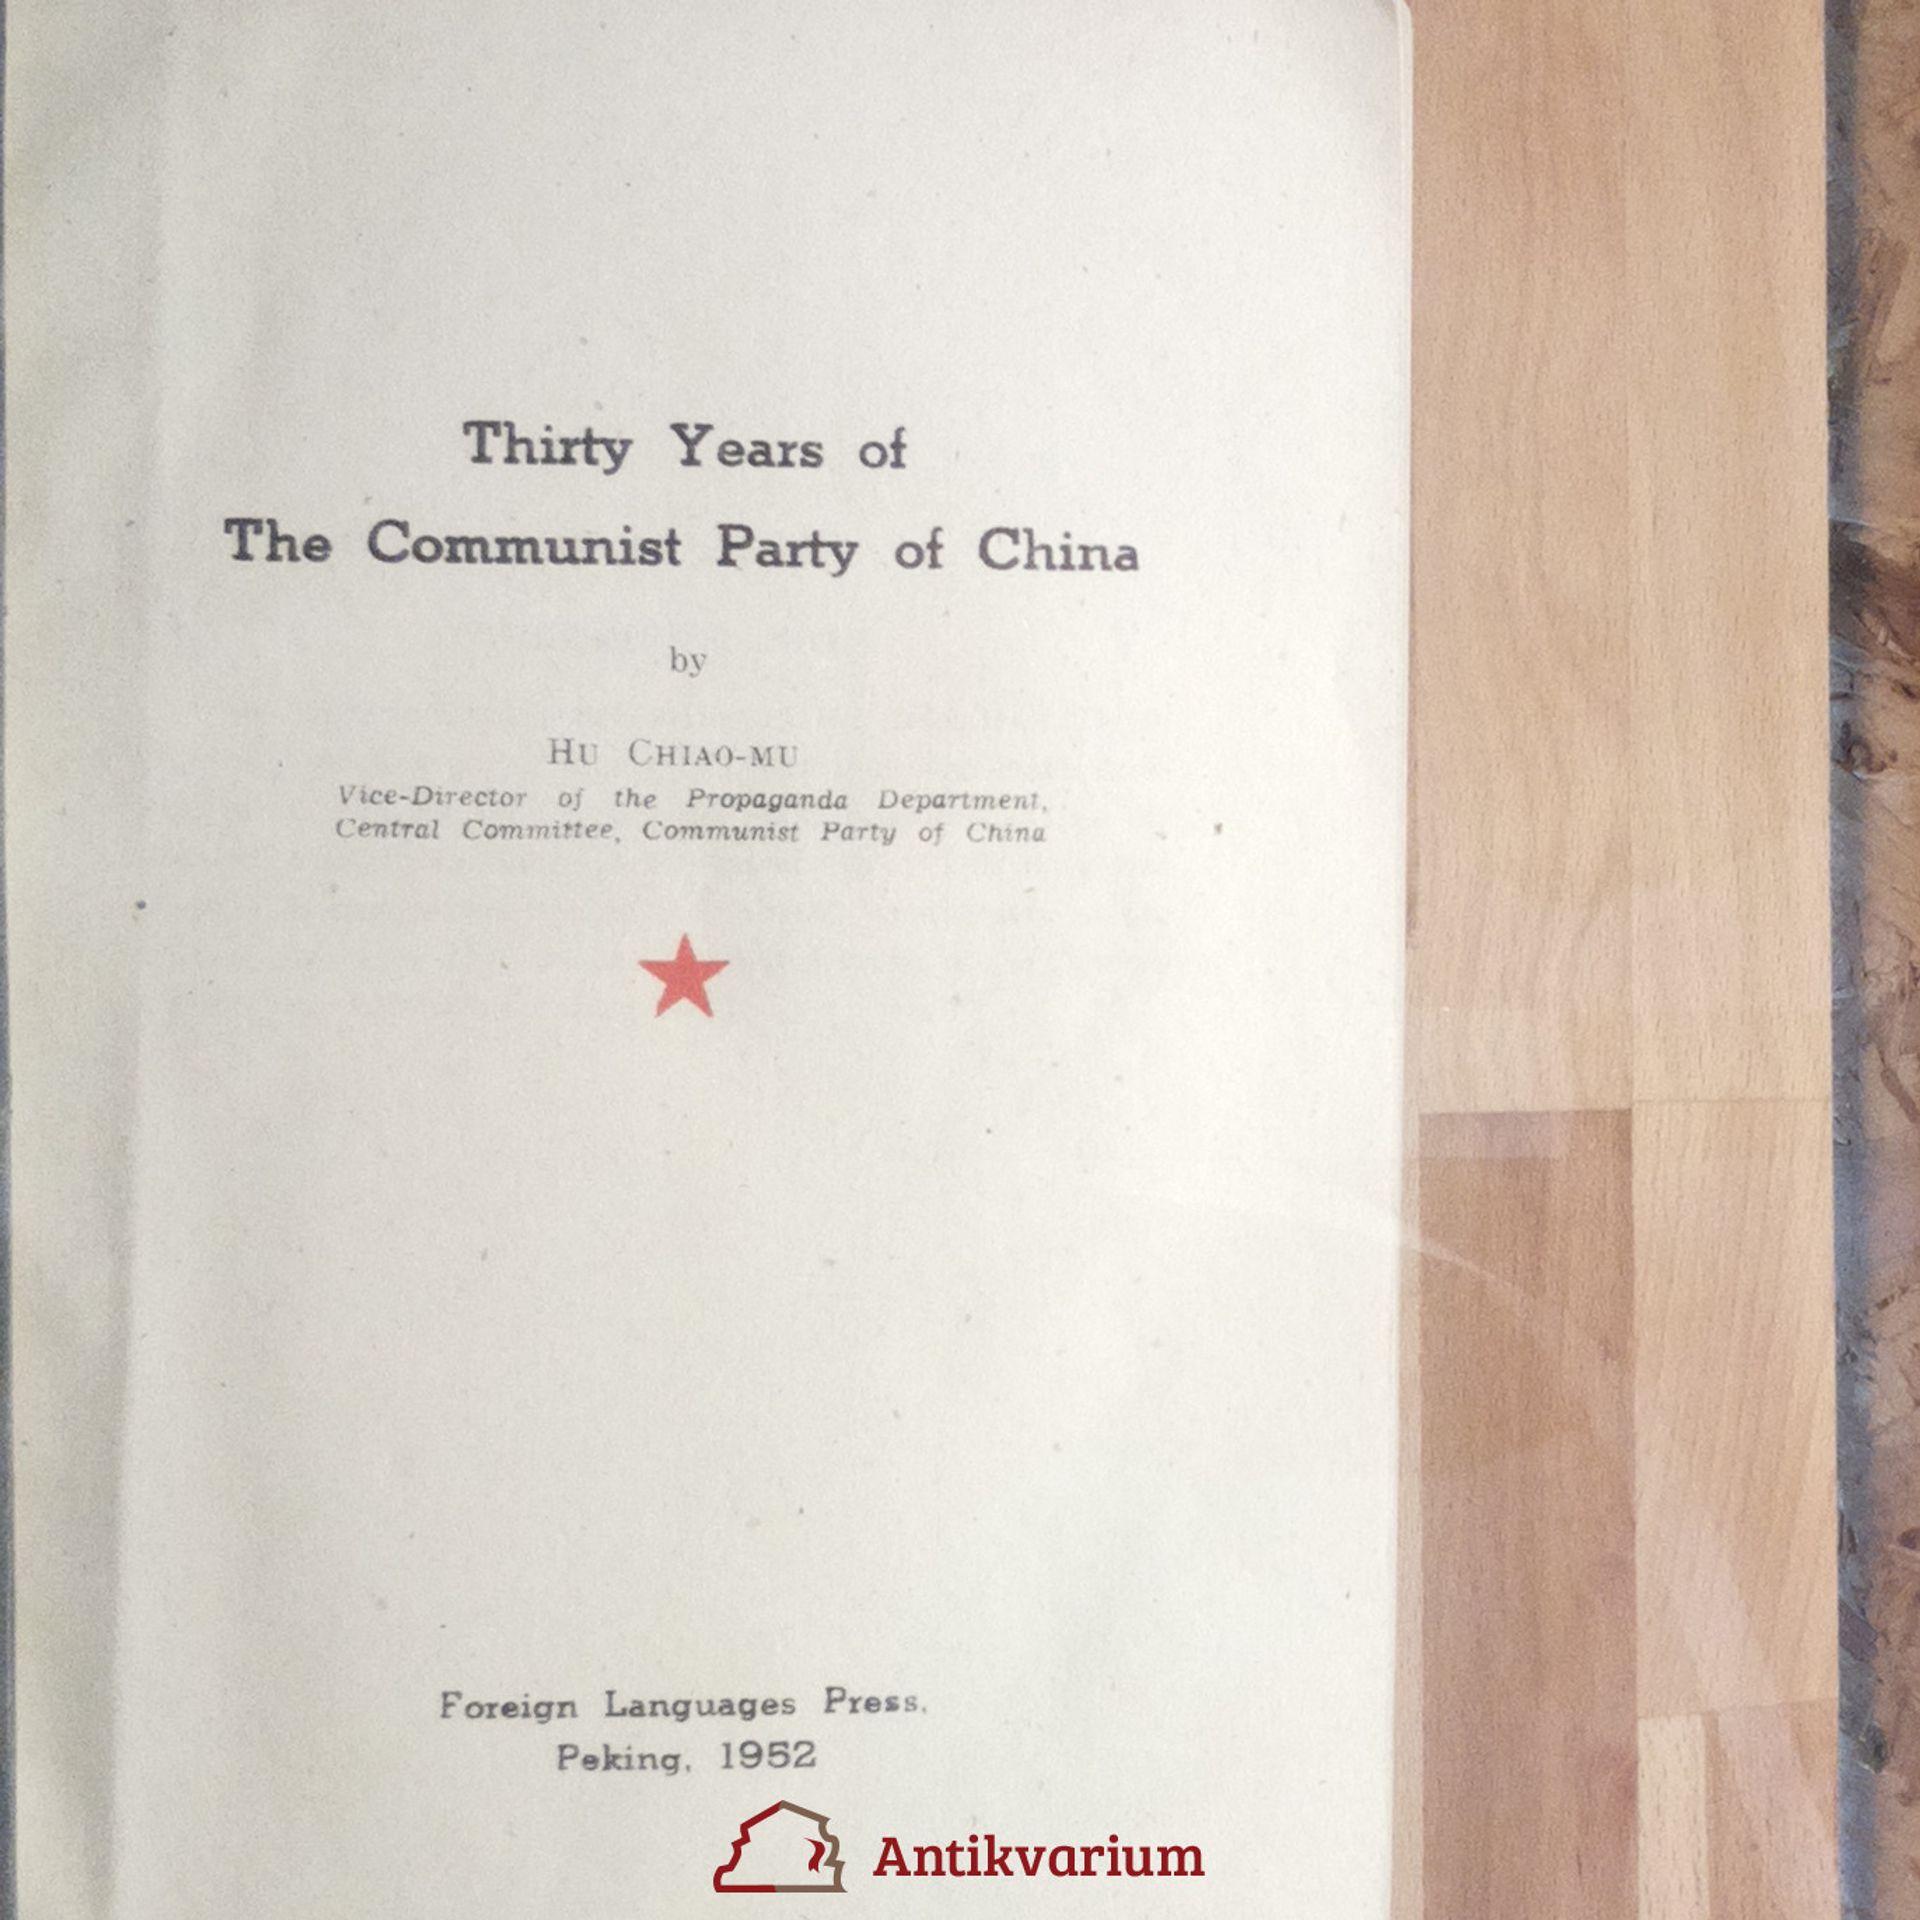 Thirty Years of
The Communist Party of China
by
HU CHIAO-MU
Vice-Director of the Propaganda Department,
Central Committee, Communist Party of China
Foreign Languages Press,
Peking, 1952
Antikvarium